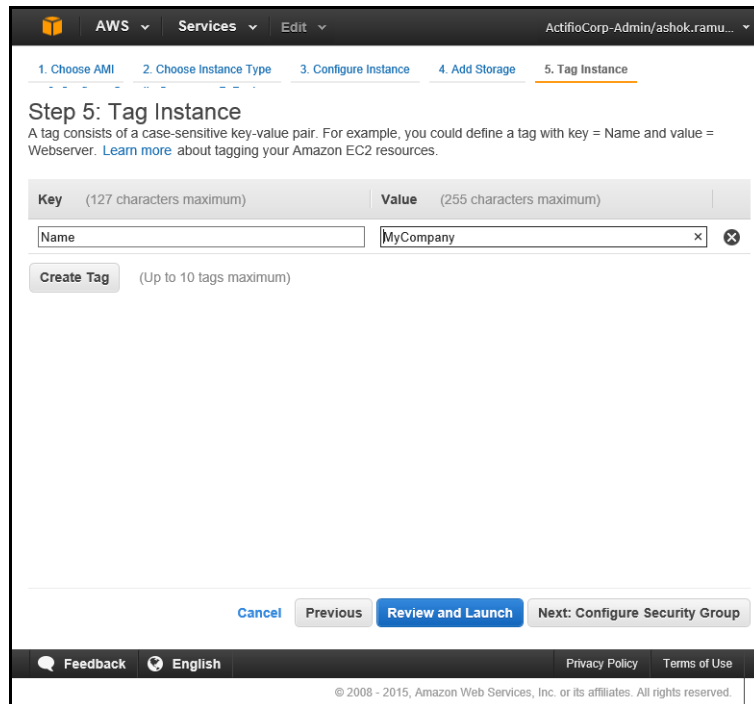 AWS Services Edit ActifioCorp-Admin/ashok.ramu...
1. Choose AMI 2. Choose Instance Type 3. Configure Instance 4. Add Storage 5. Tag Instance
Step 5: Tag Instance
A tag consists of a case-sensitive key-value pair. For example, you could define a tag with key = Name and value =
Webserver. Learn more about tagging your Amazon EC2 resources.
Key (127 characters maximum) Value (255 characters maximum)
Name MyCompany
Create Tag (Up to 10 tags maximum)
Cancel Previous Review and Launch Next: Configure Security Group
Feedback English Privacy Policy Terms of Use
© 2008 - 2015, Amazon Web Services, Inc. or its affiliates. All rights reserved.